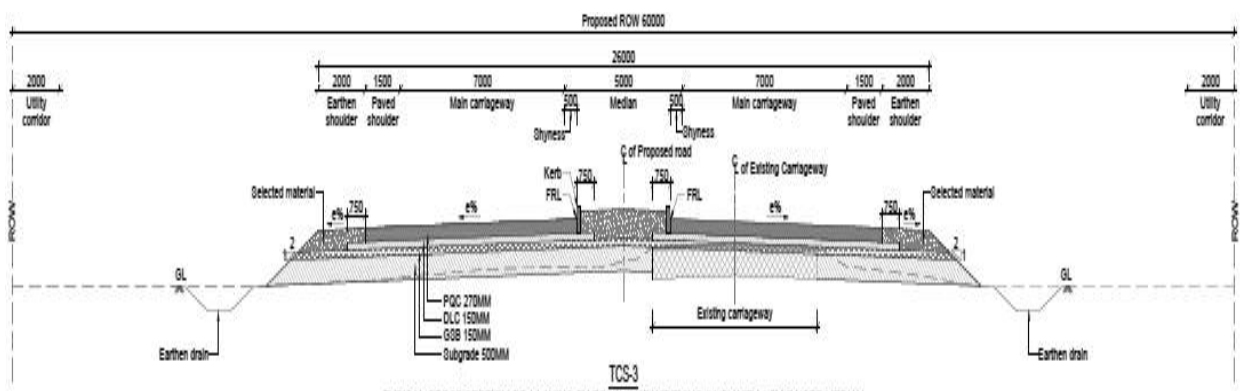 Proposed ROW 60000
26000
2000
2000
1500
7000
5000
7000
1500
2000
2000
Utility
corridor
Earthen
shoulder
Paved
shoulder
Main carriageway
500
Median
500
Main carriageway
Paved
shoulder
Earthen
shoulder
Utility
corridor
Shyness
Shyness
C L of Proposed road
C L of Existing Carriageway
Kerb
750
750
FRL
FRL
Selected material
Selected material
750
750
e%
e%
e%
e%
ROW
ROW
2
1
2
1
GL
GL
PQC 270MM
DLC 150MM
GSB 150MM
Subgrade 500MM
Existing carriageway
Earthen drain
Earthen drain
TCS-3